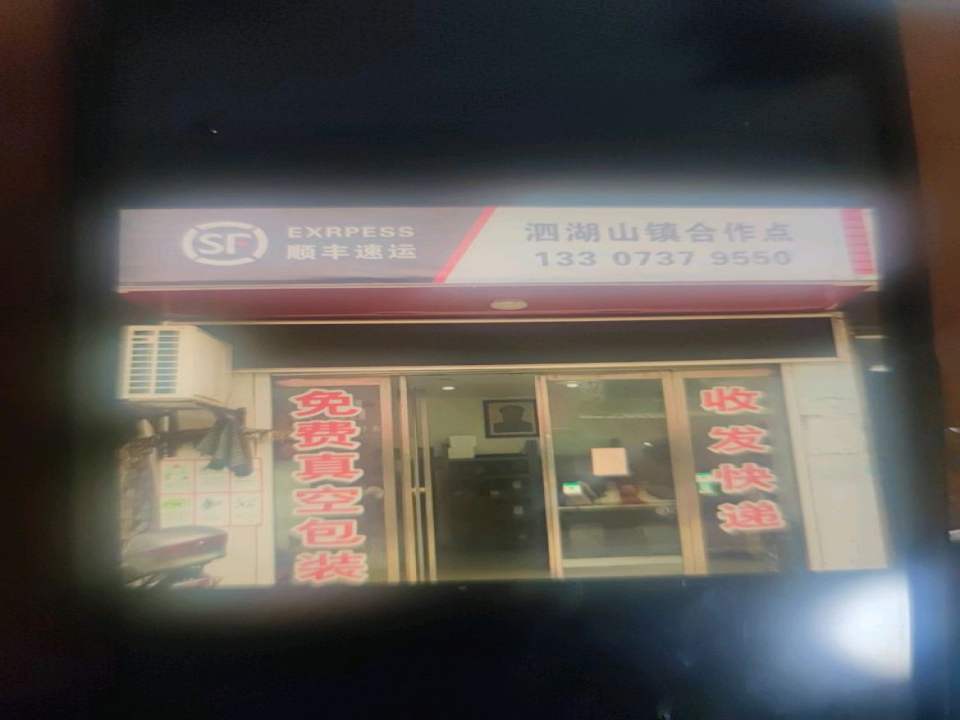 SF
EXRPESS
顺丰速运
泗湖山镇合作点
133 0737 9550
免费真空包装
收发快递